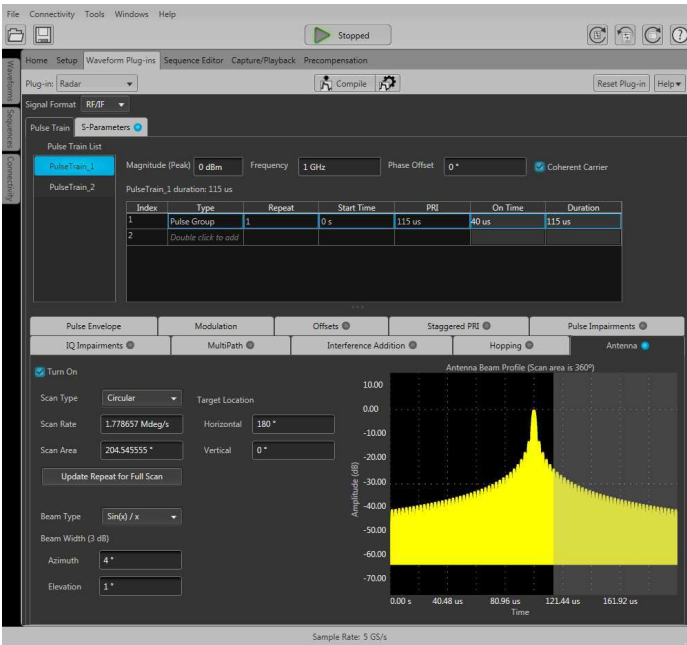 File Connectivity Tools Windows Help
Stopped
Waveforms
Sequences
Connectivity
Home Setup Waveform Plug-ins Sequence Editor Capture/Playback Precompensation
Plug-in: Radar Compile Reset Plug-in Help
Signal Format RF/IF
Pulse Train S-Parameters
Pulse Train List
PulseTrain_1
PulseTrain_2
Magnitude (Peak) 0 dBm Frequency 1 GHz Phase Offset 0 ° Coherent Carrier
PulseTrain_1 duration: 115 us
Index Type Repeat Start Time PRI On Time Duration
1 Pulse Group 1 0 s 115 us 40 us 115 us
2 Double click to add
Pulse Envelope Modulation Offsets Staggered PRI Pulse Impairments
IQ Impairments MultiPath Interference Addition Hopping Antenna
Turn On
Scan Type Circular Target Location
Scan Rate 1.778657 Mdeg/s Horizontal 180 °
Scan Area 204.545555 ° Vertical 0 °
Update Repeat for Full Scan
Beam Type Sin(x) / x
Beam Width (3 dB)
Azimuth 4 °
Elevation 1 °
Antenna Beam Profile (Scan area is 360º)
Amplitude (dB)
10.00
0.00
-10.00
-20.00
-30.00
-40.00
-50.00
-60.00
-70.00
0.00 s 40.48 us 80.96 us 121.44 us 161.92 us
Time
Sample Rate: 5 GS/s